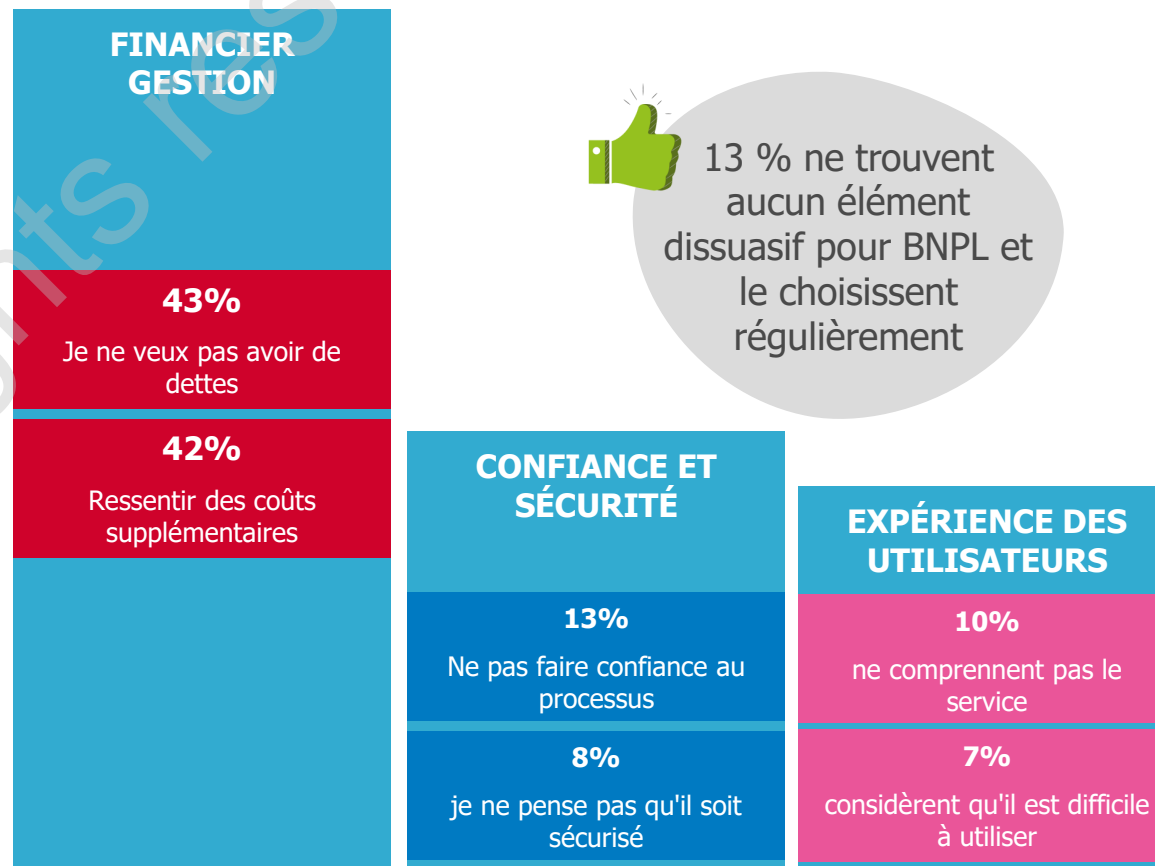 FINANCIER
GESTION
43%
Je ne veux pas avoir de
dettes
42%
Ressentir des coûts
supplémentaires
13 % ne trouvent
aucun élément
dissuasif pour BNPL et
le choisissent
régulièrement
CONFIANCE ET
SÉCURITÉ
13%
Ne pas faire confiance au
processus
8%
je ne pense pas qu'il soit
sécurisé
EXPÉRIENCE DES
UTILISATEURS
10%
ne comprennent pas le
service
7%
considèrent qu'il est difficile
à utiliser